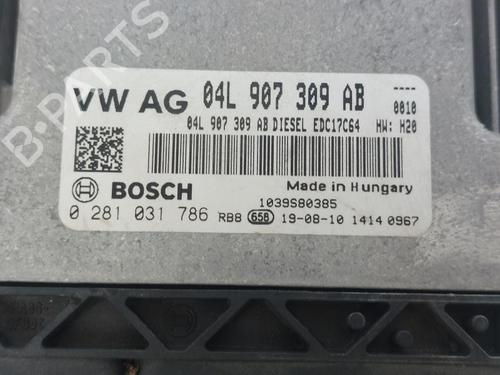 VW AG 04L 907 309 AB ----
0010
04L 907 309 AB DIESEL EDC17C64 HW: H20
BOSCH Made in Hungary
1039S80385
0 281 031 786 RB8 658 19-08-10 1414 0967
B-PARTS